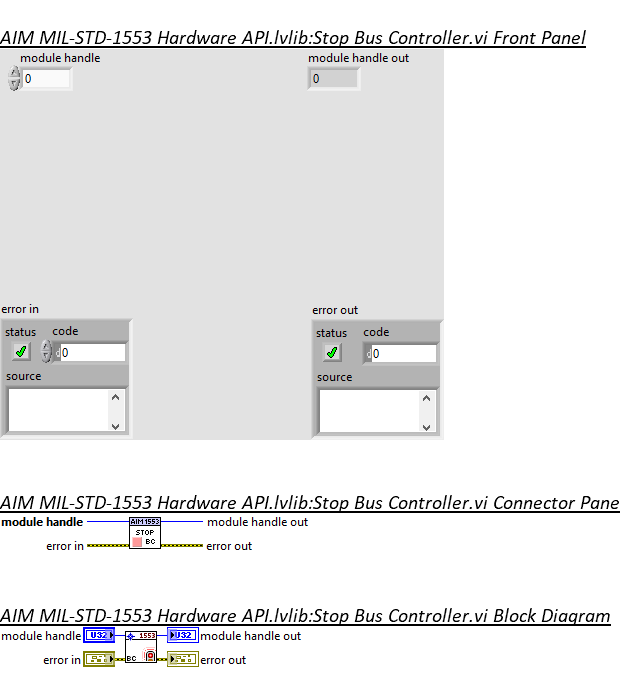 AIM MIL-STD-1553 Hardware API.lvlib:Stop Bus Controller.vi Front Panel
module handle module handle out
0 0
error in error out
status code status code
d 0 d 0
source source
AIM MIL-STD-1553 Hardware API.lvlib:Stop Bus Controller.vi Connector Pane
module handle AIM1553 module handle out
STOP
BC
error in error out
AIM MIL-STD-1553 Hardware API.lvlib:Stop Bus Controller.vi Block Diagram
module handle U32 1553 U32 module handle out
error in BC error out